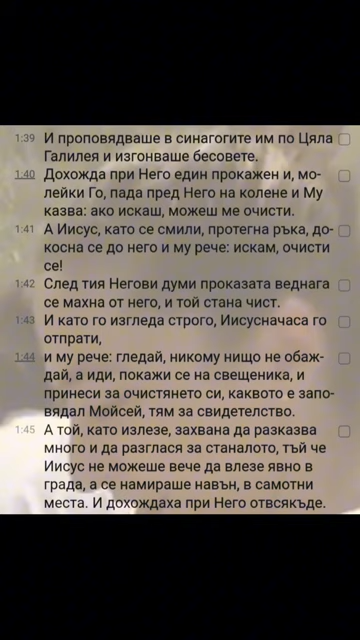 1:39 И проповядваше в синагогите им по Цяла
Галилея и изгонваше бесовете.
1:40 Дохожда при Него един прокажен и, мо-
лейки Го, пада пред Него на колене и Му
казва: ако искаш, можеш ме очисти.
1:41 А Иисус, като се смили, протегна ръка, до-
косна се до него и му рече: искам, очисти
се!
1:42 След тия Негови думи проказата веднага
се махна от него, и той стана чист.
1:43 И като го изгледа строго, Иисусначаса го
отпрати,
1:44 и му рече: гледай, никому нищо не обаж-
дай, а иди, покажи се на свещеника, и
принеси за очистянето си, каквото е запо-
вядал Мойсей, тям за свидетелство.
1:45 А той, като излезе, захвана да разказва
много и да разглася за станалото, тъй че
Иисус не можеше вече да влезе явно в
града, а се намираше навън, в самотни
места. И дохождаха при Него отвсякъде.